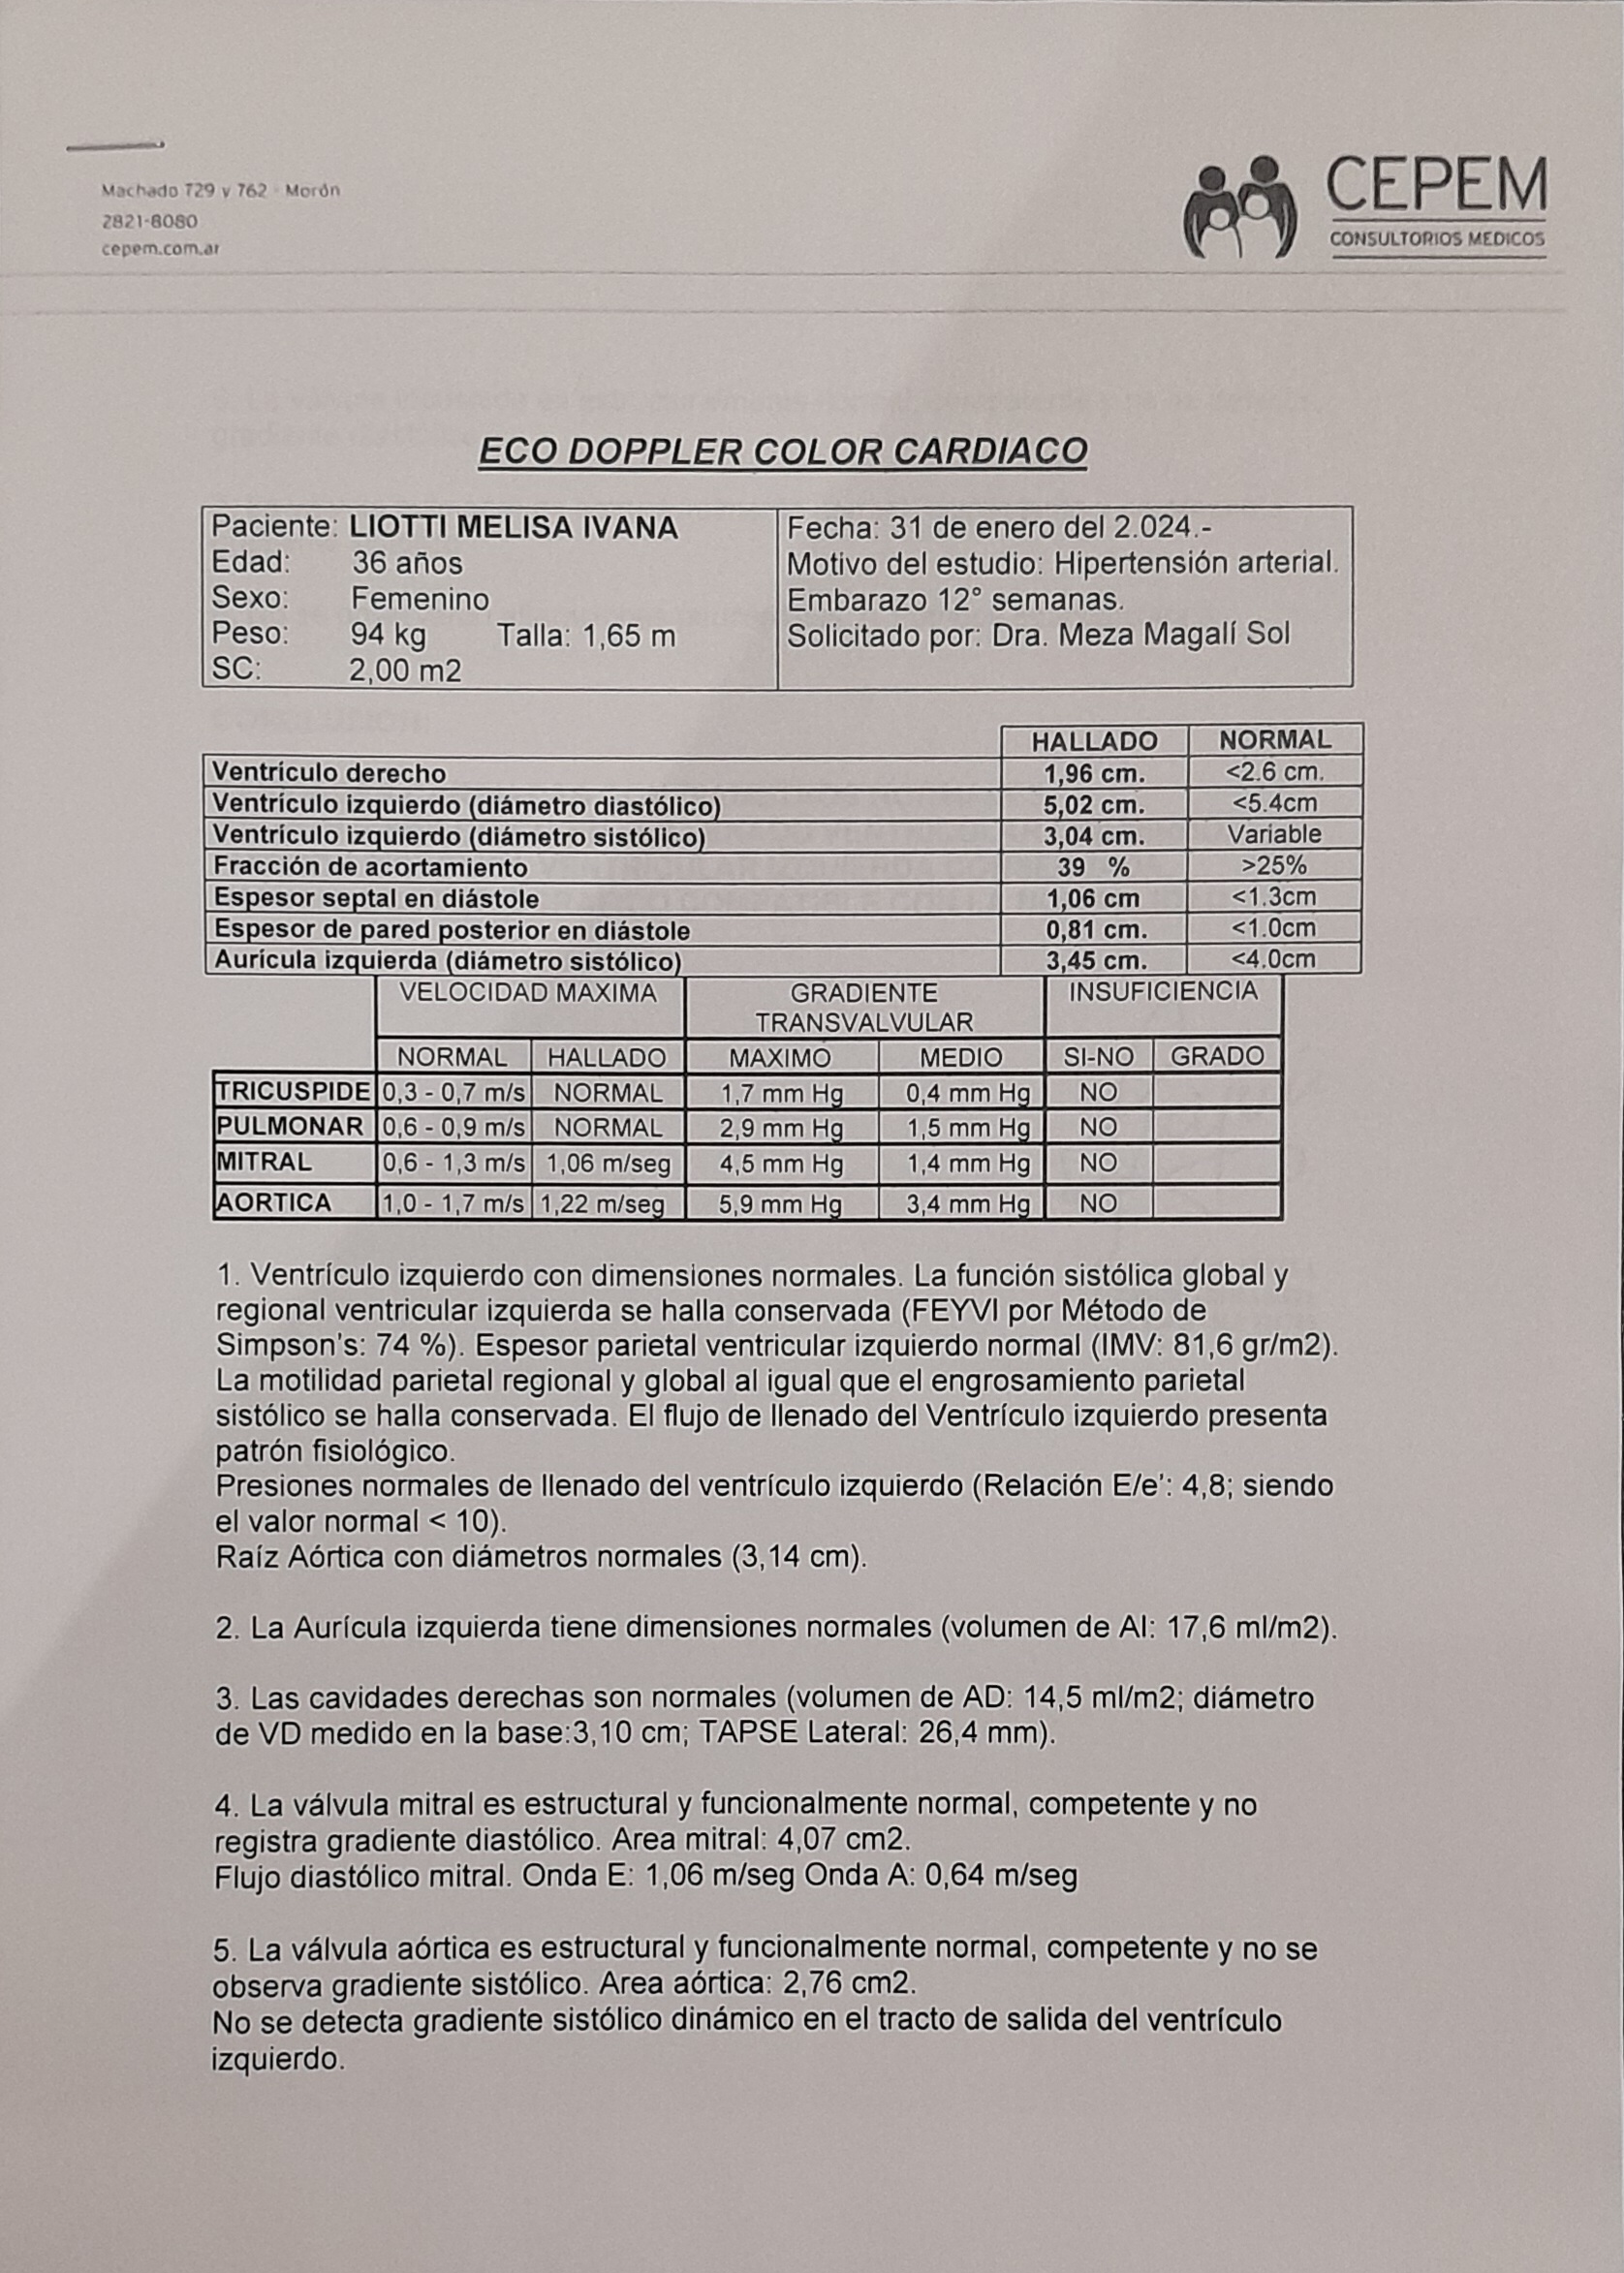 Machado 729 y 762 - Morón
2821-8080
cepem.com.ar
CEPEM
CONSULTORIOS MEDICOS
ECO DOPPLER COLOR CARDIACO
Paciente: LIOTTI MELISA IVANA
Edad: 36 años
Sexo: Femenino
Peso: 94 kg Talla: 1,65 m
SC: 2,00 m2
Fecha: 31 de enero del 2.024.-
Motivo del estudio: Hipertensión arterial.
Embarazo 12° semanas.
Solicitado por: Dra. Meza Magalí Sol
HALLADO NORMAL
Ventrículo derecho 1,96 cm. <2.6 cm.
Ventrículo izquierdo (diámetro diastólico) 5,02 cm. <5.4cm
Ventrículo izquierdo (diámetro sistólico) 3,04 cm. Variable
Fracción de acortamiento 39 % >25%
Espesor septal en diástole 1,06 cm <1.3cm
Espesor de pared posterior en diástole 0,81 cm. <1.0cm
Aurícula izquierda (diámetro sistólico) 3,45 cm. <4.0cm
VELOCIDAD MAXIMA GRADIENTE TRANSVALVULAR INSUFICIENCIA
NORMAL HALLADO MAXIMO MEDIO SI-NO GRADO
TRICUSPIDE 0,3 - 0,7 m/s NORMAL 1,7 mm Hg 0,4 mm Hg NO
PULMONAR 0,6 - 0,9 m/s NORMAL 2,9 mm Hg 1,5 mm Hg NO
MITRAL 0,6 - 1,3 m/s 1,06 m/seg 4,5 mm Hg 1,4 mm Hg NO
AORTICA 1,0 - 1,7 m/s 1,22 m/seg 5,9 mm Hg 3,4 mm Hg NO
1. Ventrículo izquierdo con dimensiones normales. La función sistólica global y
regional ventricular izquierda se halla conservada (FEYVI por Método de
Simpson's: 74 %). Espesor parietal ventricular izquierdo normal (IMV: 81,6 gr/m2).
La motilidad parietal regional y global al igual que el engrosamiento parietal
sistólico se halla conservada. El flujo de llenado del Ventrículo izquierdo presenta
patrón fisiológico.
Presiones normales de llenado del ventrículo izquierdo (Relación E/e': 4,8; siendo
el valor normal < 10).
Raíz Aórtica con diámetros normales (3,14 cm).
2. La Aurícula izquierda tiene dimensiones normales (volumen de AI: 17,6 ml/m2).
3. Las cavidades derechas son normales (volumen de AD: 14,5 ml/m2; diámetro
de VD medido en la base:3,10 cm; TAPSE Lateral: 26,4 mm).
4. La válvula mitral es estructural y funcionalmente normal, competente y no
registra gradiente diastólico. Area mitral: 4,07 cm2.
Flujo diastólico mitral. Onda E: 1,06 m/seg Onda A: 0,64 m/seg
5. La válvula aórtica es estructural y funcionalmente normal, competente y no se
observa gradiente sistólico. Area aórtica: 2,76 cm2.
No se detecta gradiente sistólico dinámico en el tracto de salida del ventrículo
izquierdo.